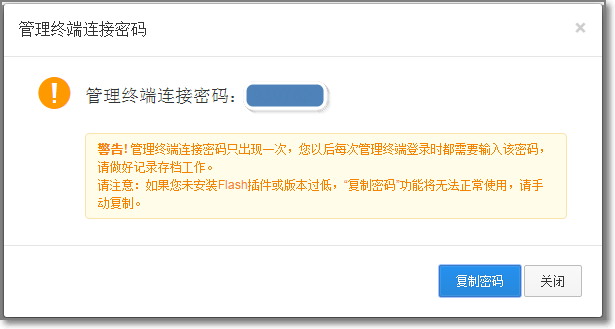 管理终端连接密码
×
管理终端连接密码：
警告! 管理终端连接密码只出现一次，您以后每次管理终端登录时都需要输入该密码，
请做好记录存档工作。
请注意：如果您未安装Flash插件或版本过低，“复制密码”功能将无法正常使用，请手
动复制。
复制密码
关闭